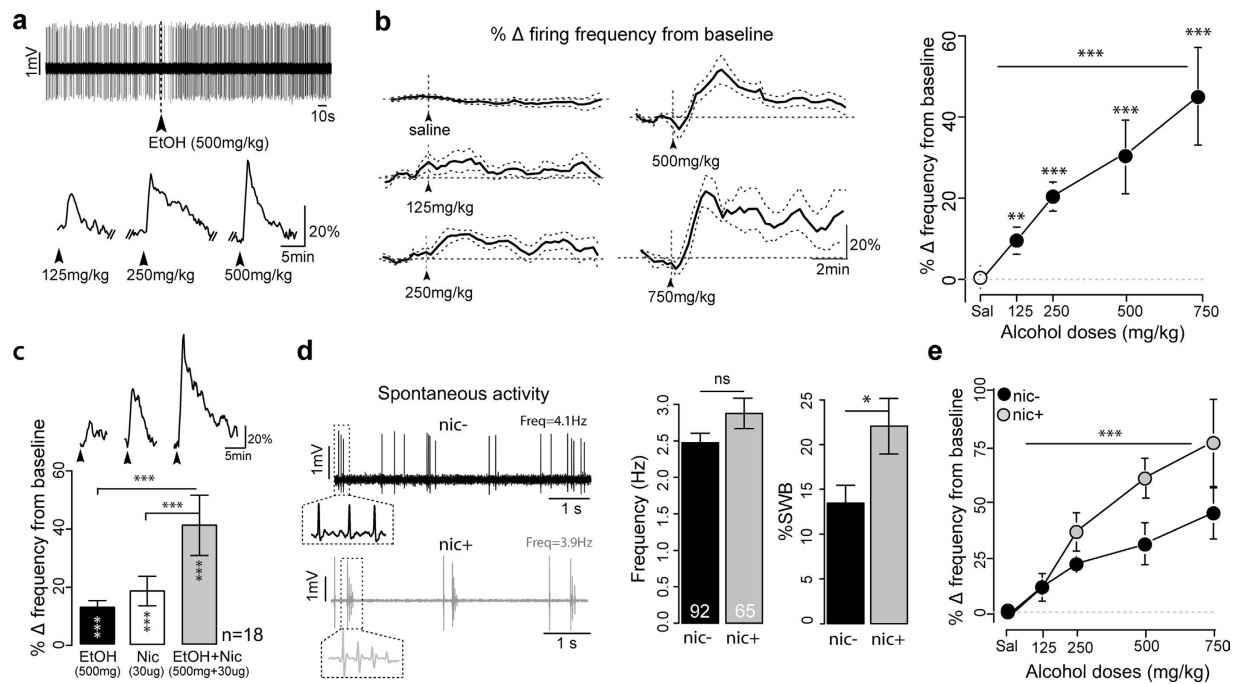 a
1mV
10s
EtOH (500mg/kg)
125mg/kg
250mg/kg
500mg/kg
20%
5min
b
% Δ firing frequency from baseline
saline
125mg/kg
250mg/kg
500mg/kg
750mg/kg
20%
2min
% Δ frequency from baseline
60
40
20
0
**
***
***
***
***
Sal 125 250 500 750
Alcohol doses (mg/kg)
c
20%
5min
% Δ frequency from baseline
60
40
20
0
***
***
***
***
***
n=18
EtOH Nic EtOH+Nic
(500mg) (30ug) (500mg+30ug)
d
Spontaneous activity
nic-
Freq=4.1Hz
1mV
1 s
nic+
Freq=3.9Hz
1mV
1 s
Frequency (Hz)
3.0
2.5
2.0
1.5
1.0
0.5
0.0
ns
92 65
nic- nic+
%SWB
20
10
0
*
nic- nic+
e
% Δ frequency from baseline
100
75
50
25
0
nic-
nic+
***
Sal 125 250 500 750
Alcohol doses (mg/kg)